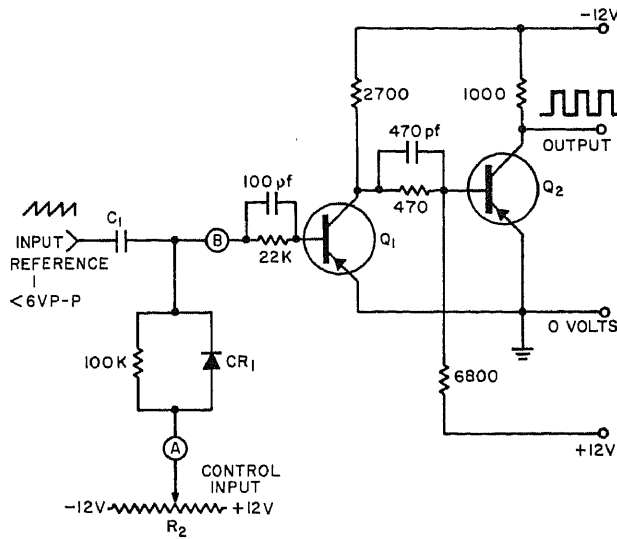 -12V
2700
1000
470 pf
OUTPUT
Q2
100 pf
470
C1
B
Q1
INPUT
REFERENCE
22K
<6VP-P
0 VOLTS
100K
CR1
6800
A
CONTROL
INPUT
+12V
-12V
+12V
R2